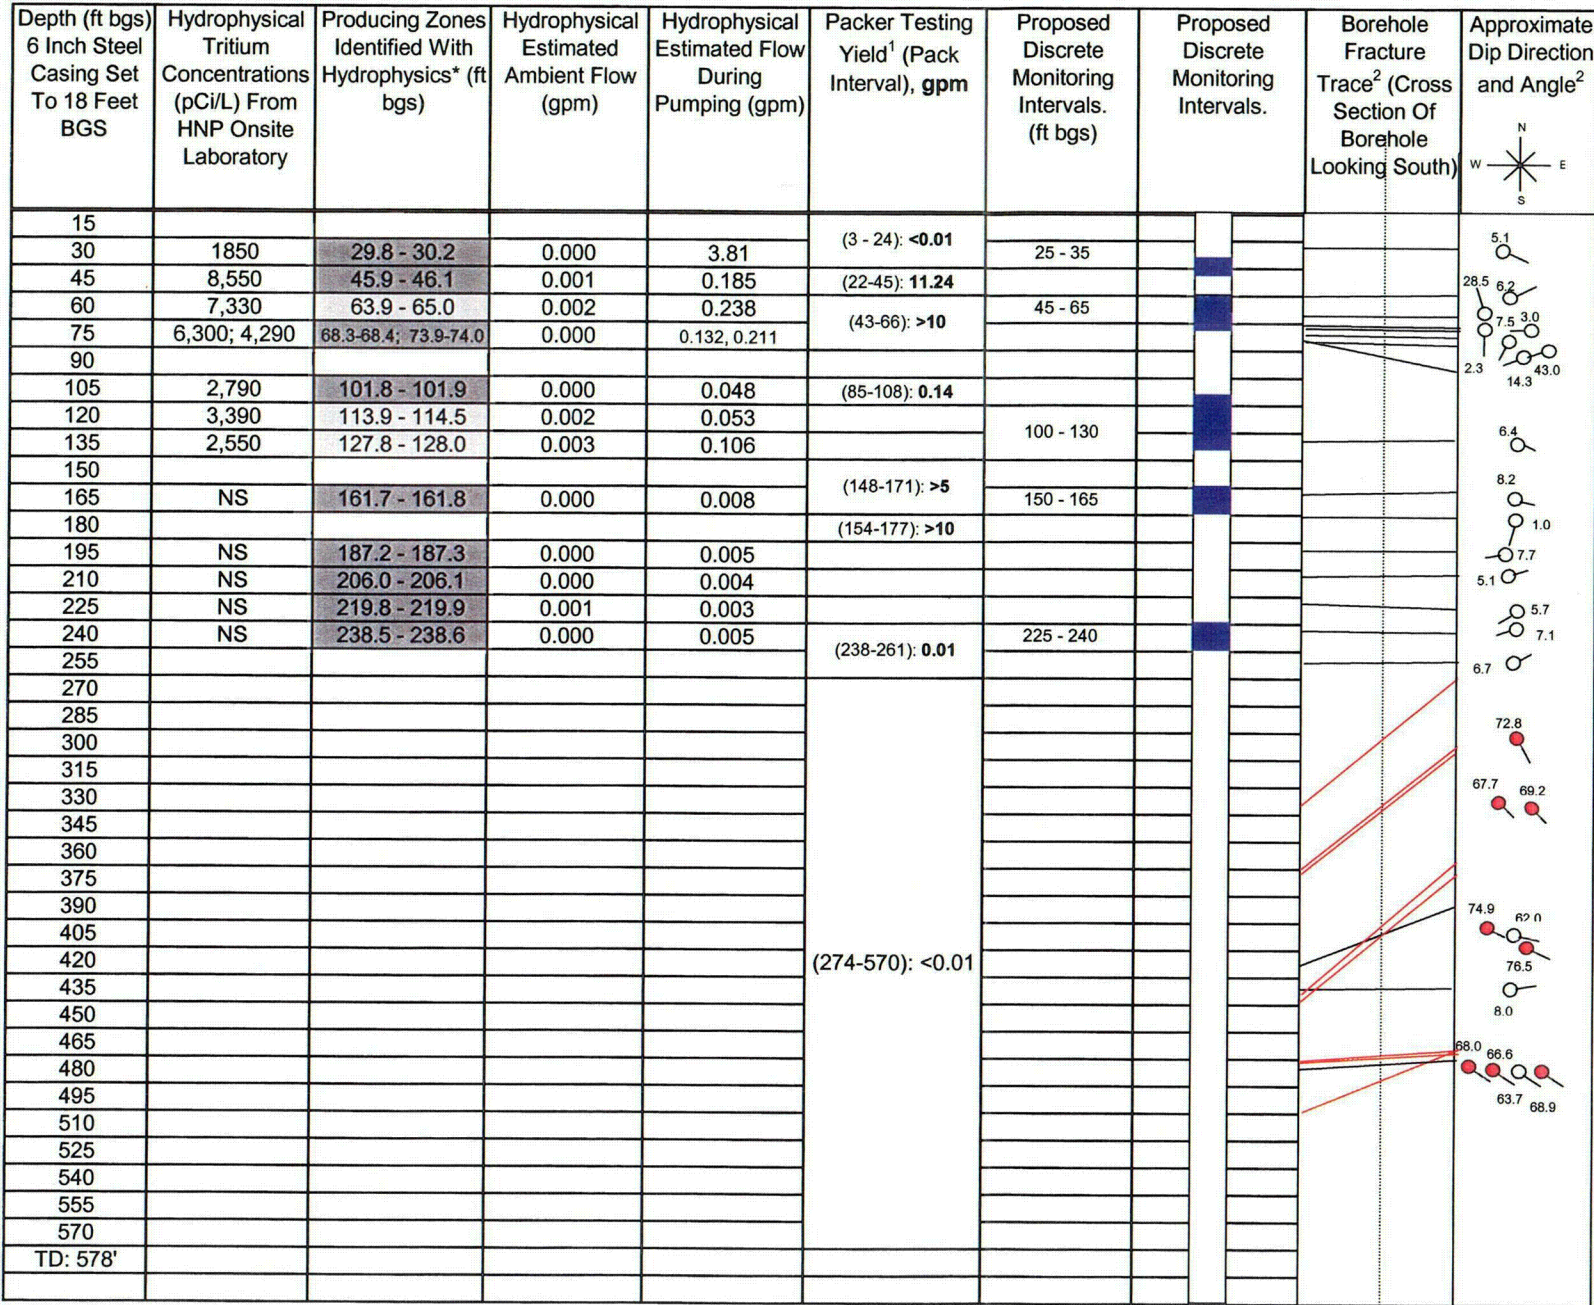 Depth (ft bgs)
6 Inch Steel
Casing Set
To 18 Feet
BGS
Hydrophysical
Tritium
Concentrations
(pCi/L) From
HNP Onsite
Laboratory
Producing Zones
Identified With
Hydrophysics* (ft
bgs)
Hydrophysical
Estimated
Ambient Flow
(gpm)
Hydrophysical
Estimated Flow
During
Pumping (gpm)
Packer Testing
Yield¹ (Pack
Interval), gpm
Proposed
Discrete
Monitoring
Intervals.
(ft bgs)
Proposed
Discrete
Monitoring
Intervals.
Borehole
Fracture
Trace² (Cross
Section Of
Borehole
Looking South)
Approximate
Dip Direction
and Angle²
N
W E
S
15
(3 - 24): <0.01
30 1850 29.8 - 30.2 0.000 3.81 25 - 35 5.1
45 8,550 45.9 - 46.1 0.001 0.185 (22-45): 11.24 28.5 6.2
60 7,330 63.9 - 65.0 0.002 0.238 45 - 65
(43-66): >10 7.5 3.0
75 6,300; 4,290 68.3-68.4; 73.9-74.0 0.000 0.132, 0.211
90 2.3 14.3 43.0
105 2,790 101.8 - 101.9 0.000 0.048 (85-108): 0.14
120 3,390 113.9 - 114.5 0.002 0.053
100 - 130 6.4
135 2,550 127.8 - 128.0 0.003 0.106
150
(148-171): >5 8.2
165 NS 161.7 - 161.8 0.000 0.008 150 - 165
180 (154-177): >10 1.0
195 NS 187.2 - 187.3 0.000 0.005 7.7
210 NS 206.0 - 206.1 0.000 0.004 5.1
225 NS 219.8 - 219.9 0.001 0.003 5.7
240 NS 238.5 - 238.6 0.000 0.005 225 - 240 7.1
(238-261): 0.01
255 6.7
270
285
300 72.8
315
330 67.7 69.2
345
360
375
390
405 74.9 62.0
420 (274-570): <0.01 76.5
435
450 8.0
465 68.0
480 66.6
495 63.7 68.9
510
525
540
555
570
TD: 578'